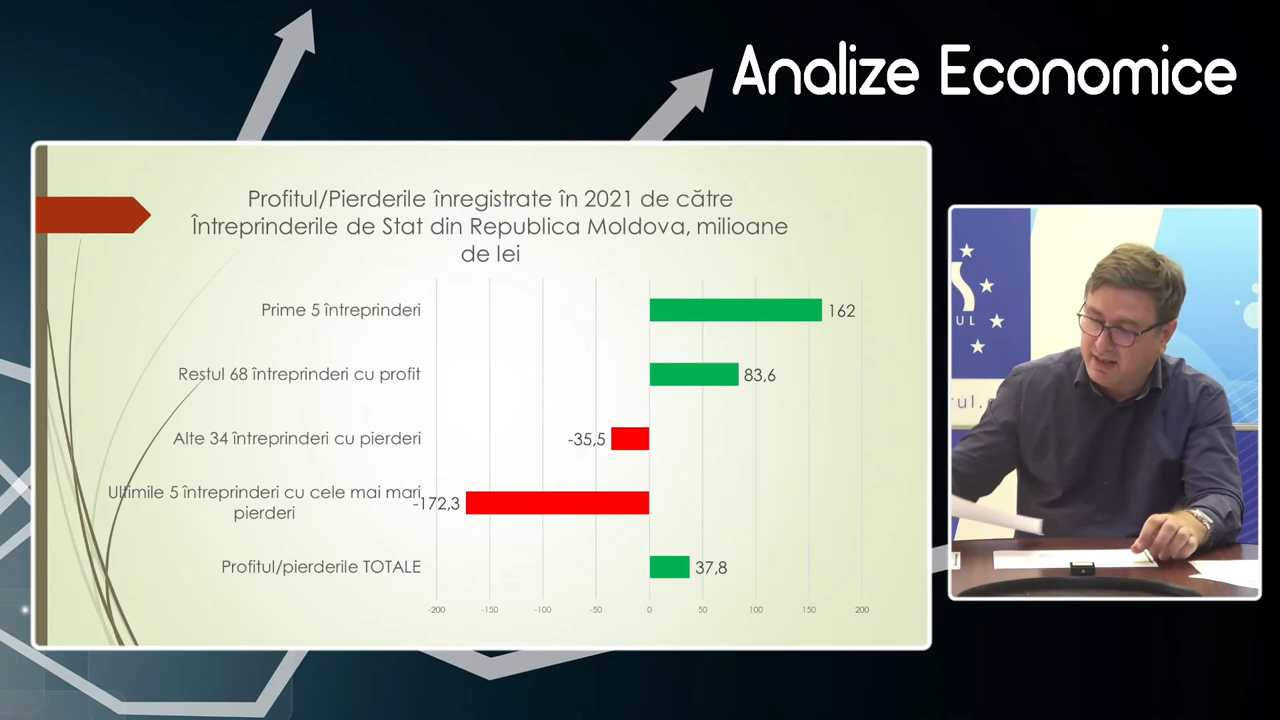 Analize Economice
Profitul/Pierderile înregistrate în 2021 de către
Întreprinderile de Stat din Republica Moldova, milioane
de lei
Prime 5 întreprinderi
162
Restul 68 întreprinderi cu profit
83,6
Alte 34 întreprinderi cu pierderi
-35,5
Ultimile 5 întreprinderi cu cele mai mari
pierderi
-172,3
Profitul/pierderile TOTALE
37,8
-200 -150 -100 -50 0 50 100 150 200
UL
rul.